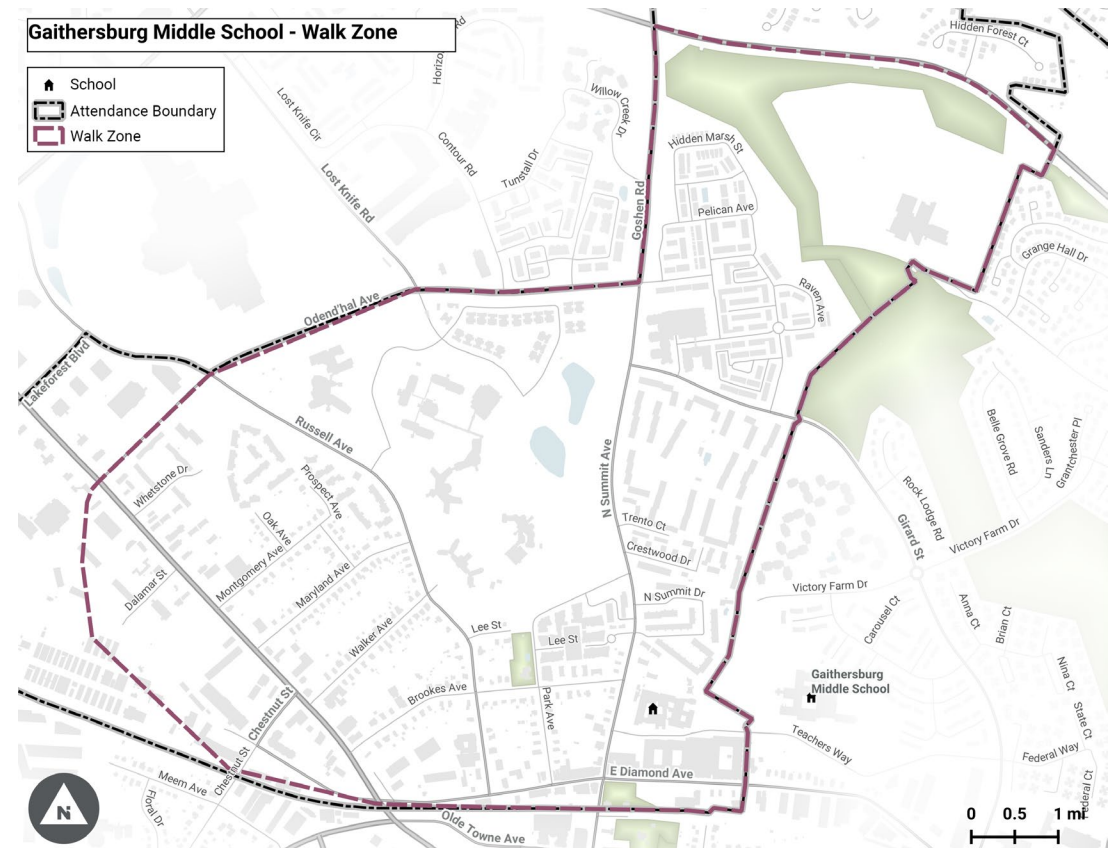 Gaithersburg Middle School - Walk Zone
School
Attendance Boundary
Walk Zone
Hidden Forest Ct
Lost Knife Cir
Willow Creek Dr
Contour Rd
Hidden Marsh St
Tunstall Dr
Lost Knife Rd
Goshen Rd
Pelican Ave
Grange Hall Dr
Raven Ave
Odend'hal Ave
Lakeforest Blvd
Russell Ave
Belle Grove Rd
Sanders Ln
Grantchester Pl
N Summit Ave
Whetstone Dr
Prospect Ave
Rock Lodge Rd
Oak Ave
Girard St
Trento Ct
Victory Farm Dr
Montgomery Ave
Crestwood Dr
Maryland Ave
Dalamar St
Victory Farm Dr
N Summit Dr
Anna Ct
Carousel Ct
Brian Ct
Walker Ave
Lee St
Lee St
Nina Ct
Gaithersburg
Middle School
Brookes Ave
Park Ave
Chestnut St
State Ct
Teachers Way
Federal Way
Chestnut St
E Diamond Ave
Meem Ave
Federal Ct
Floral Dr
Olde Towne Ave
N
0 0.5 1 mi